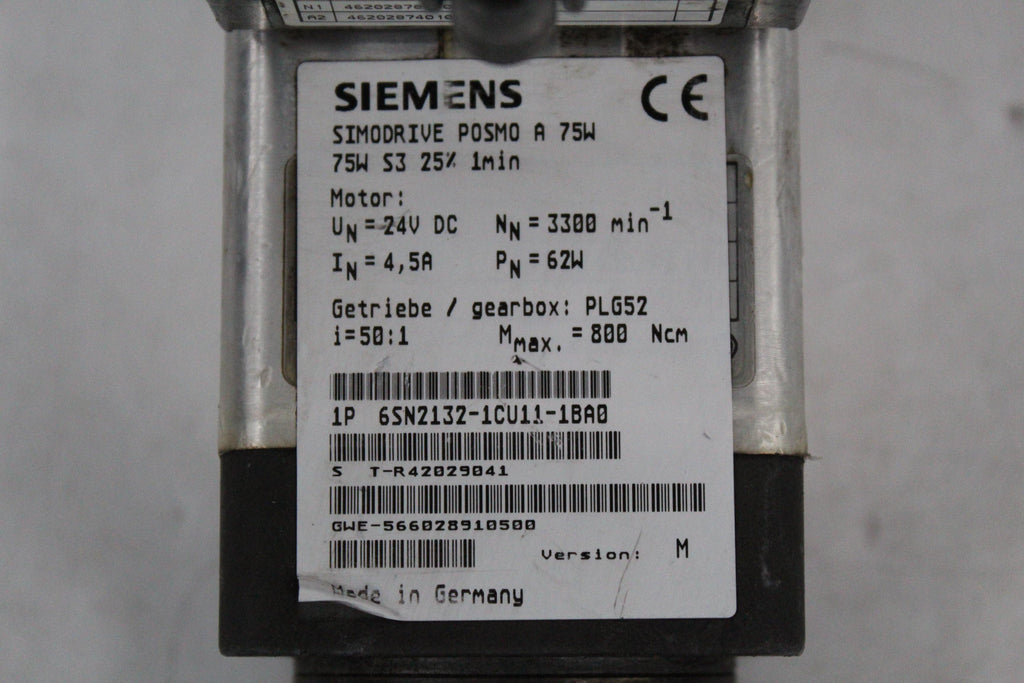 N1
A2
SIEMENS CE
SIMODRIVE POSMO A 75W
75W S3 25% 1min
Motor:
UN = 24V DC NN = 3300 min-1
IN = 4,5A PN = 62W
Getriebe / gearbox: PLG52
i=50:1 Mmax. = 800 Ncm
1P 6SN2132-1CU11-1BA0
S T-R42029041
GWE-566028910500
Version: M
Made in Germany